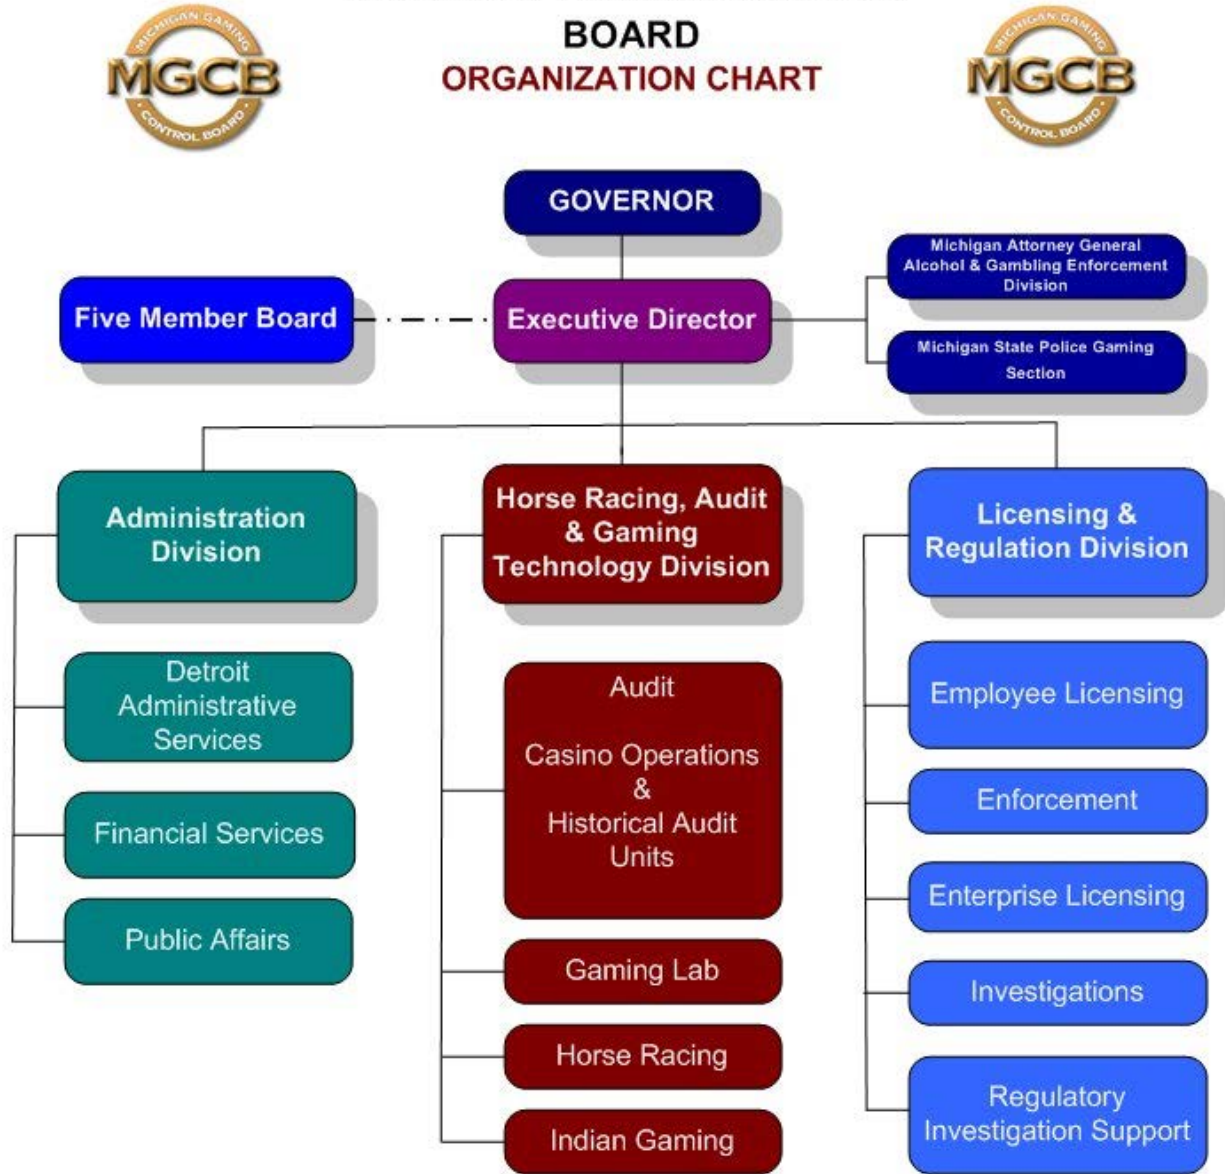 MICHIGAN GAMING
MGCB
CONTROL BOARD
BOARD
ORGANIZATION CHART
MICHIGAN GAMING
MGCB
CONTROL BOARD
GOVERNOR
Michigan Attorney General
Alcohol & Gambling Enforcement
Division
Five Member Board
Executive Director
Michigan State Police Gaming
Section
Administration
Division
Detroit
Administrative
Services
Financial Services
Public Affairs
Horse Racing, Audit
& Gaming
Technology Division
Audit
Casino Operations
&
Historical Audit
Units
Gaming Lab
Horse Racing
Indian Gaming
Licensing &
Regulation Division
Employee Licensing
Enforcement
Enterprise Licensing
Investigations
Regulatory
Investigation Support